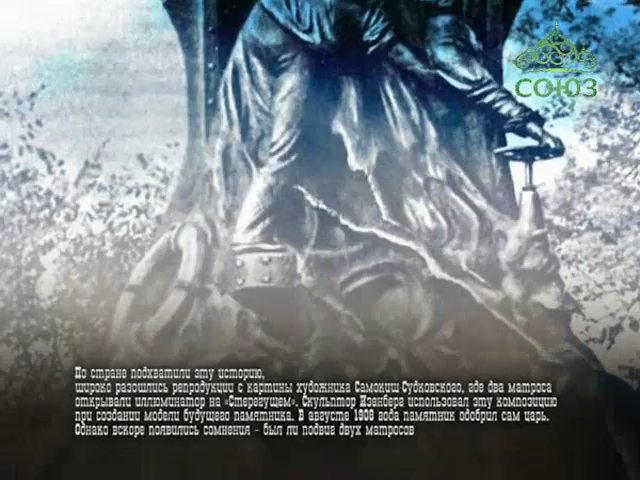 СОЮЗ
По стране подхватили эту историю,
широко разошлись репродукции с картины художника Самокиш-Судковского, где два матроса
открывали иллюминатор на «Стерегущем». Скульптор Изенберг использовал эту композицию
при создании модели будущего памятника. В августе 1908 года памятник одобрил сам царь.
Однако вскоре появились сомнения - был ли подвиг двух матросов